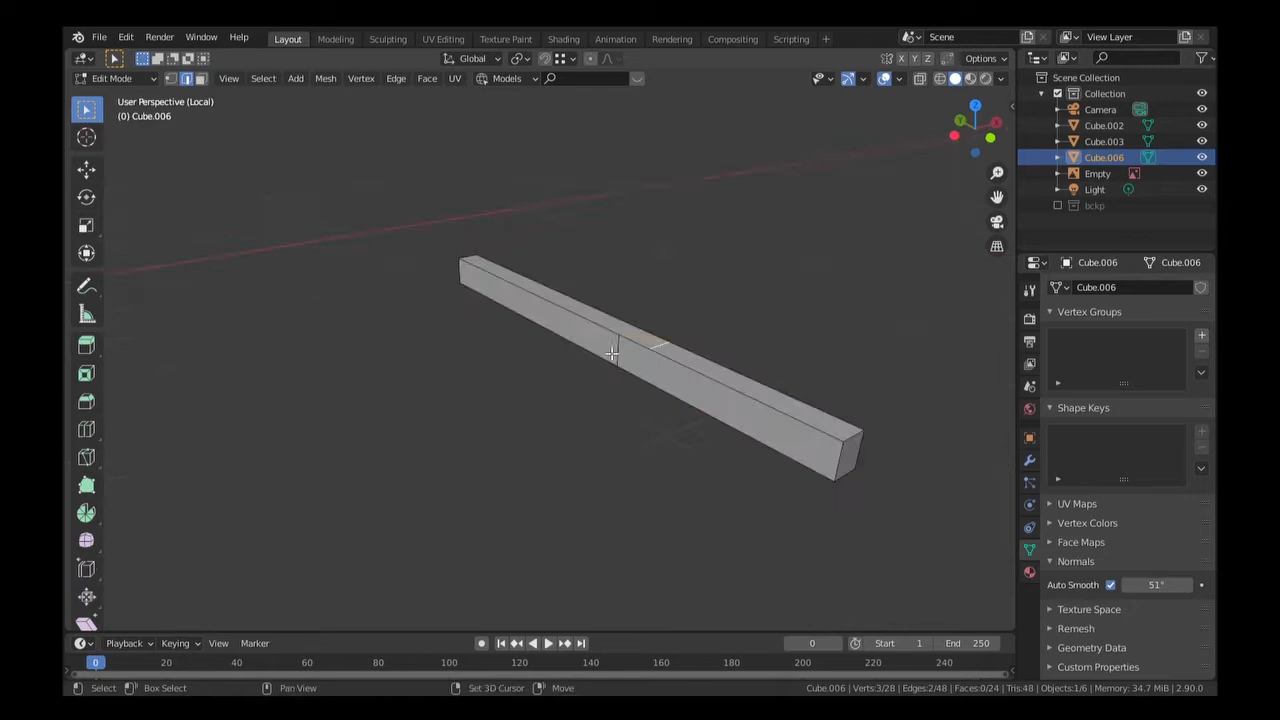 File Edit Render Window Help Layout Modeling Sculpting UV Editing Texture Paint Shading Animation Rendering Compositing Scripting + Scene View Layer
Global X Y Z Options
Edit Mode View Select Add Mesh Vertex Edge Face UV Models
User Perspective (Local)
(0) Cube.006
Z
Y
X
Scene Collection
Collection
Camera
Cube.002
Cube.003
Cube.006
Empty
Light
bckp
Cube.006 Cube.006
Cube.006
Vertex Groups
Shape Keys
UV Maps
Vertex Colors
Face Maps
Normals
Auto Smooth 51°
Texture Space
Remesh
Geometry Data
Custom Properties
Playback Keying View Marker 0 Start 1 End 250
0 20 40 60 80 100 120 140 160 180 200 220 240
Select Box Select Pan View Set 3D Cursor Move Cube.006 | Verts:3/28 | Edges:2/48 | Faces:0/24 | Tris:48 | Objects:1/6 | Memory: 34.7 MiB | 2.90.0